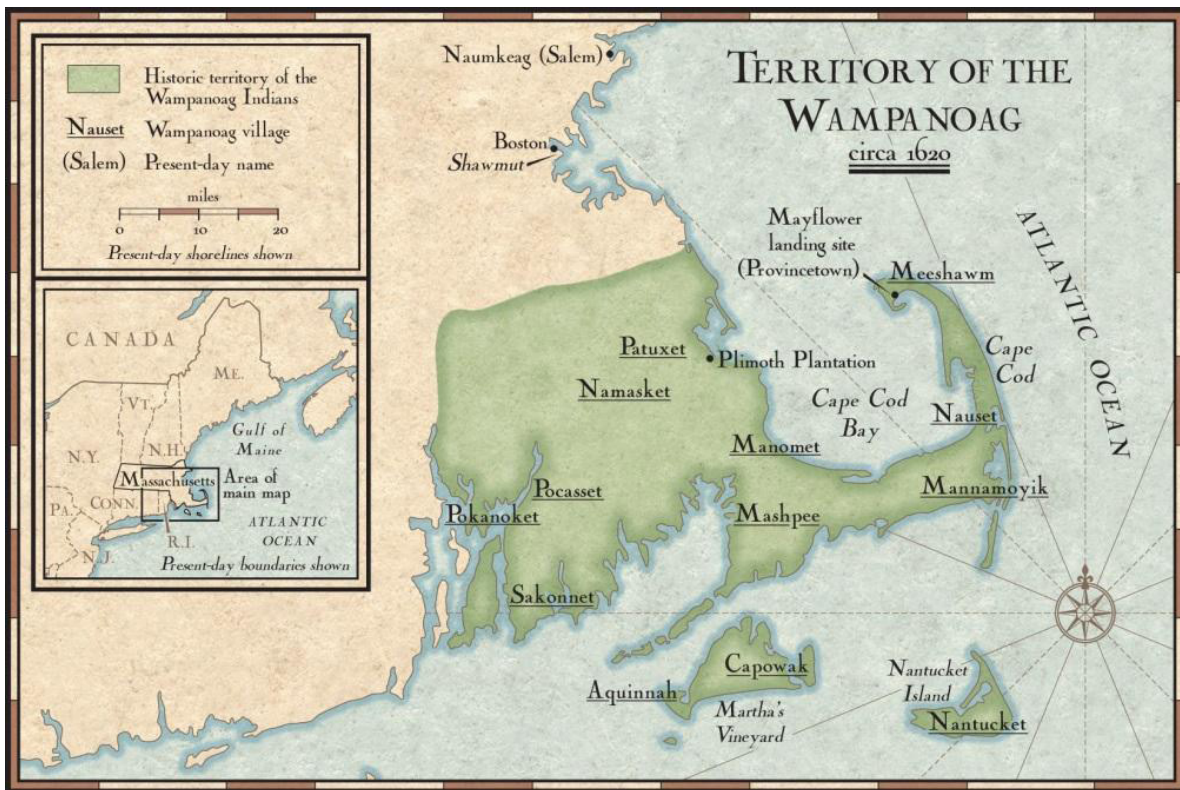 TERRITORY OF THE
WAMPANOAG
circa 1620
Historic territory of the
Wampanoag Indians
Nauset Wampanoag village
(Salem) Present-day name
miles
0 10 20
Present-day shorelines shown
CANADA
ME.
VT.
N.H.
N.Y.
Gulf of
Maine
Massachusetts
Area of
main map
CONN.
PA.
R.I.
N.J.
ATLANTIC
OCEAN
Present-day boundaries shown
Naumkeag (Salem)
Boston
Shawmut
Mayflower
landing site
(Provincetown)
Meeshawm
ATLANTIC OCEAN
Patuxet
Plimoth Plantation
Cape
Cod
Namasket
Cape Cod
Bay
Nauset
Manomet
Pocasset
Mannamoyik
Pokanoket
Mashpee
Sakonnet
Capowak
Aquinnah
Martha's
Vineyard
Nantucket
Island
Nantucket